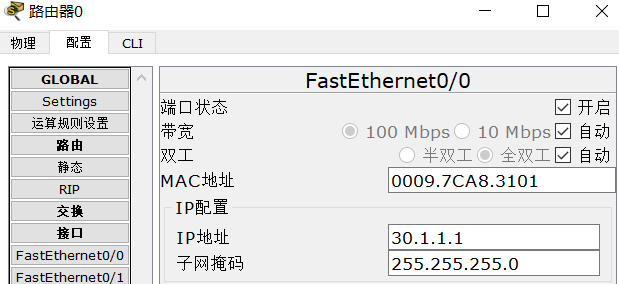 路由器0
物理 配置 CLI
GLOBAL
Settings
运算规则设置
路由
静态
RIP
交换
接口
FastEthernet0/0
FastEthernet0/1
FastEthernet0/0
端口状态 开启
带宽 100 Mbps 10 Mbps 自动
双工 半双工 全双工 自动
MAC地址 0009.7CA8.3101
IP配置
IP地址 30.1.1.1
子网掩码 255.255.255.0